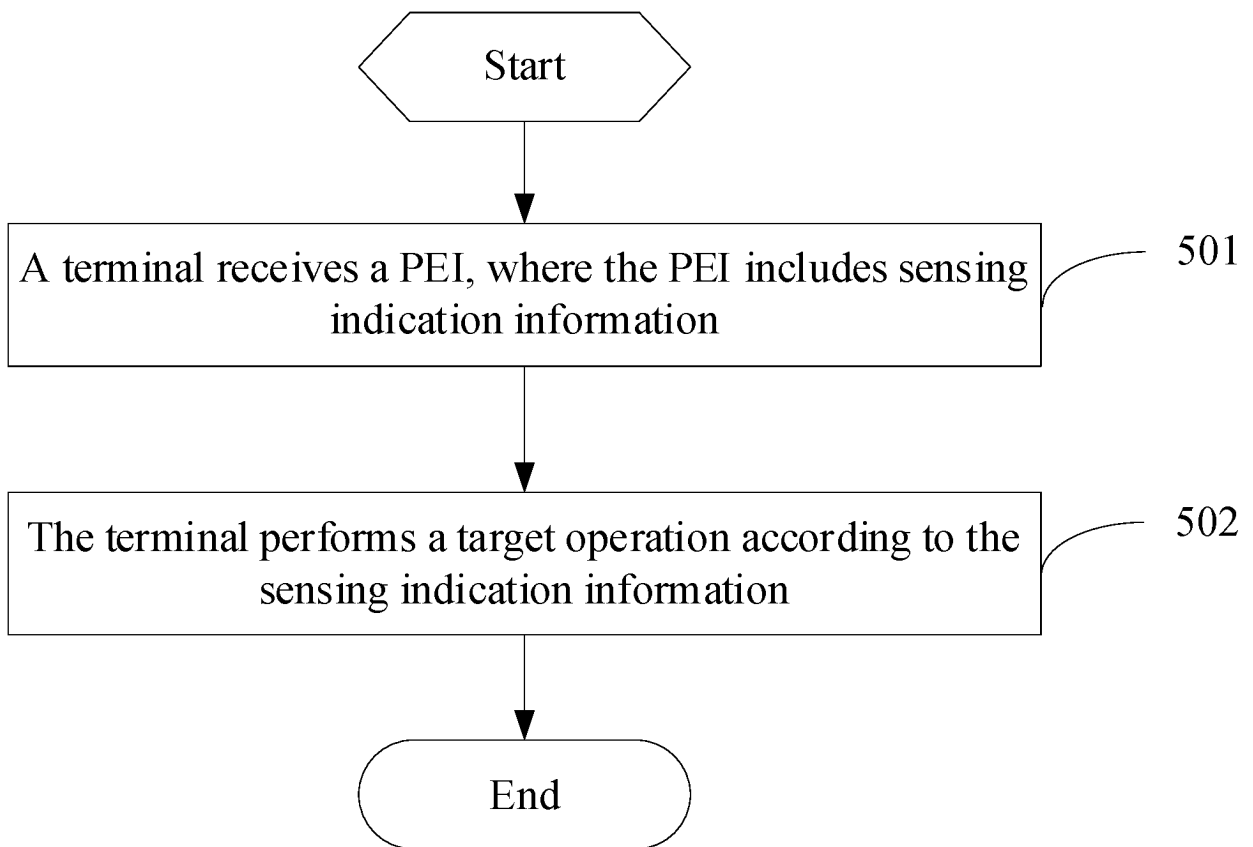 Start
A terminal receives a PEI, where the PEI includes sensing
indication information
501
The terminal performs a target operation according to the
sensing indication information
502
End